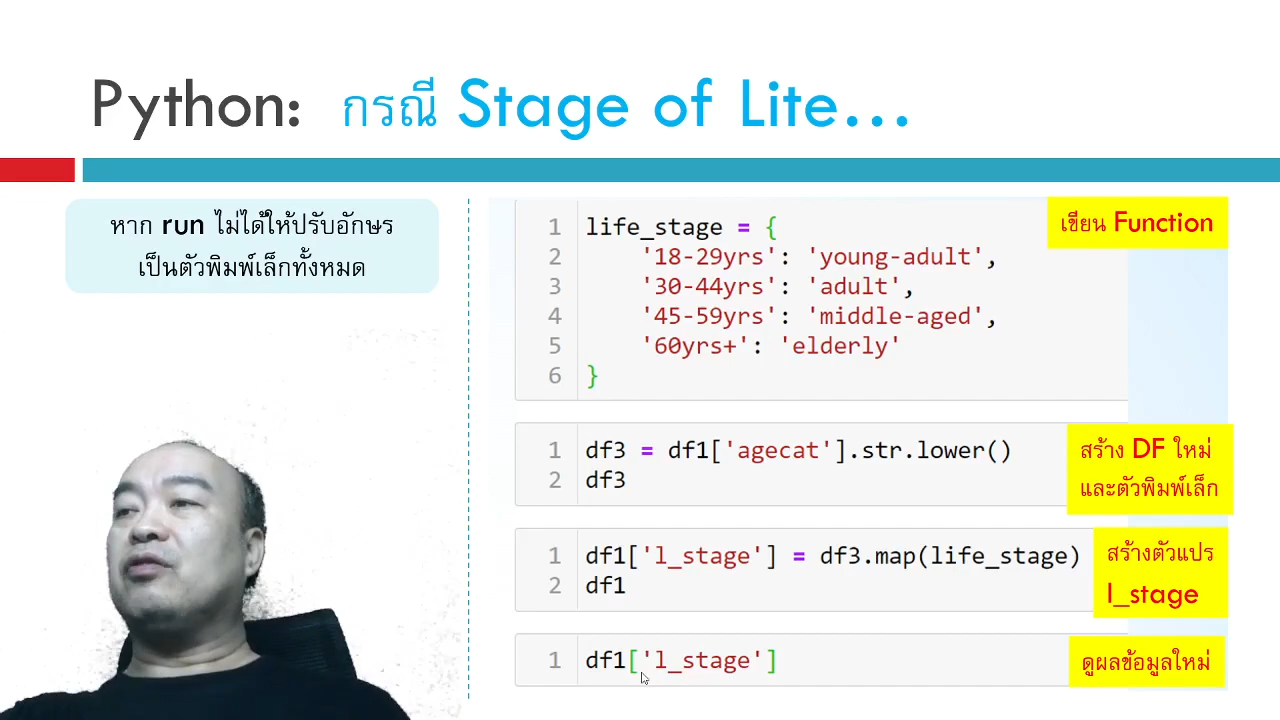 Python: กรณี Stage of Lite...
หาก run ไม่ได้ให้ปรับอักษร
เป็นตัวพิมพ์เล็กทั้งหมด
1 life_stage = {
2 '18-29yrs': 'young-adult',
3 '30-44yrs': 'adult',
4 '45-59yrs': 'middle-aged',
5 '60yrs+': 'elderly'
6 }
เขียน Function
1 df3 = df1['agecat'].str.lower()
2 df3
สร้าง DF ใหม่
และตัวพิมพ์เล็ก
1 df1['l_stage'] = df3.map(life_stage)
2 df1
สร้างตัวแปร
l_stage
1 df1['l_stage']
ดูผลข้อมูลใหม่